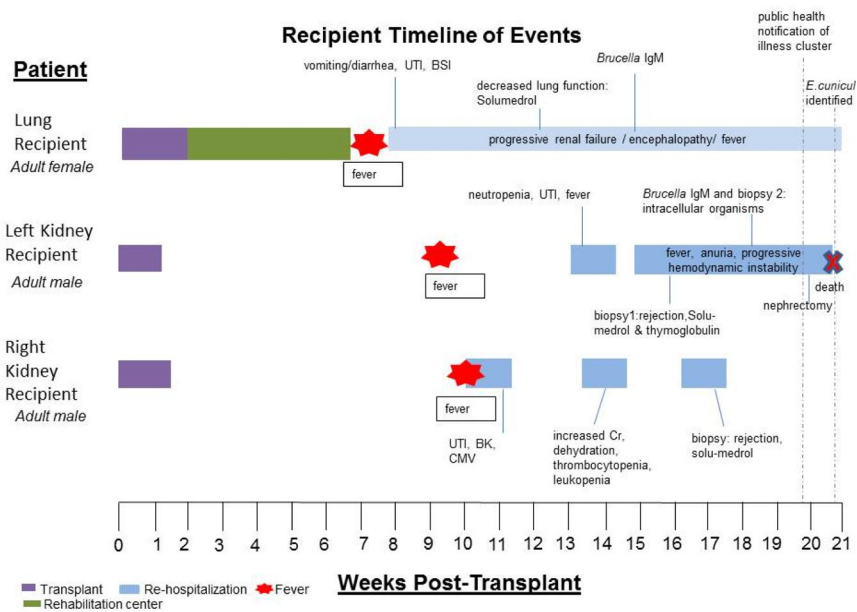 Recipient Timeline of Events
public health
notification of
illness cluster
Patient
vomiting/diarrhea, UTI, BSI
Brucella IgM
decreased lung function:
Solumedrol
E.cunicul
identified
Lung
Recipient
Adult female
progressive renal failure / encephalopathy/ fever
fever
neutropenia, UTI, fever
Brucella IgM and biopsy 2:
intracellular organisms
Left Kidney
Recipient
Adult male
fever, anuria, progressive
hemodynamic instability
fever
death
nephrectomy
biopsy1:rejection,Solu-
medrol & thymoglobulin
Right
Kidney
Recipient
Adult male
fever
UTI, BK,
CMV
increased Cr,
dehydration,
thrombocytopenia,
leukopenia
biopsy: rejection,
solu-medrol
0 1 2 3 4 5 6 7 8 9 10 11 12 13 14 15 16 17 18 19 20 21
Weeks Post-Transplant
Transplant Re-hospitalization Fever
Rehabilitation center